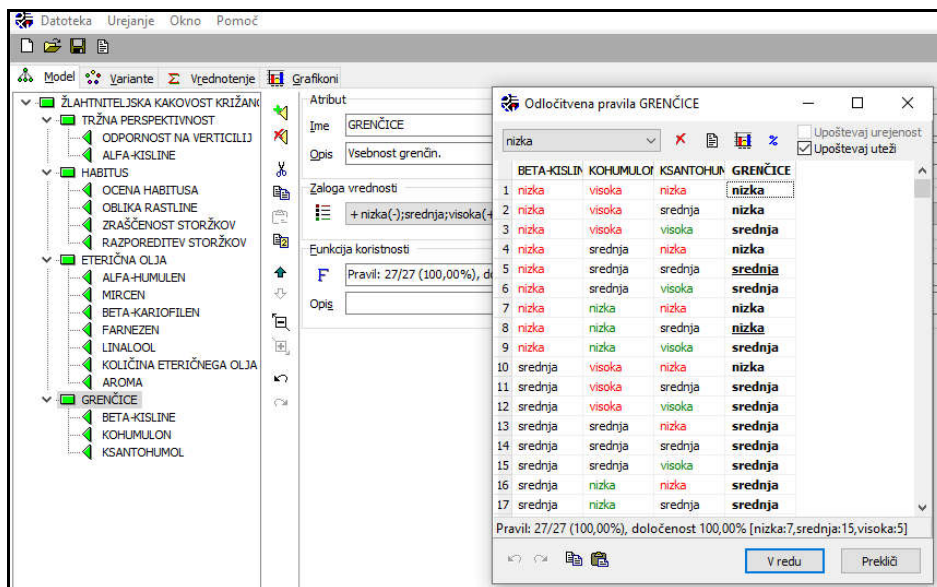 Datoteka Urejanje Okno Pomoč
Model Variante Σ Vrednotenje Grafikoni
ŽLAHTNITELJSKA KAKOVOST KRIŽAN
TRŽNA PERSPEKTIVNOST
ODPORNOST NA VERTICILIJ
ALFA-KISLINE
HABITUS
OCENA HABITUSA
OBLIKA RASTLINE
ZRAŠČENOST STORŽKOV
RAZPOREDITEV STORŽKOV
ETERIČNA OLJA
ALFA-HUMULEN
MIRCEN
BETA-KARIOFILEN
FARNEZEN
LINALOOL
KOLIČINA ETERIČNEGA OLJA
AROMA
GRENČICE
BETA-KISLINE
KOHUMULON
KSANTOHUMOL
Atribut
Ime GRENČICE
Opis Vsebnost grenčin.
Zaloga vrednosti
+ nizka(-);srednja;visoka(+
Funkcija koristnosti
F Pravil: 27/27 (100,00%), do
Opis
Odločitvena pravila GRENČICE
nizka % Upoštevaj urejenost
Upoštevaj uteži
BETA-KISLIN KOHUMULON KSANTOHUM GRENČICE
1 nizka visoka nizka nizka
2 nizka visoka srednja nizka
3 nizka visoka visoka srednja
4 nizka srednja nizka nizka
5 nizka srednja srednja srednja
6 nizka srednja visoka srednja
7 nizka nizka nizka nizka
8 nizka nizka srednja nizka
9 nizka nizka visoka srednja
10 srednja visoka nizka nizka
11 srednja visoka srednja srednja
12 srednja visoka visoka srednja
13 srednja srednja nizka srednja
14 srednja srednja srednja srednja
15 srednja srednja visoka srednja
16 srednja nizka nizka srednja
17 srednja nizka srednja srednja
Pravil: 27/27 (100,00%), določenost 100,00% [nizka:7,srednja:15,visoka:5]
V redu Prekliči